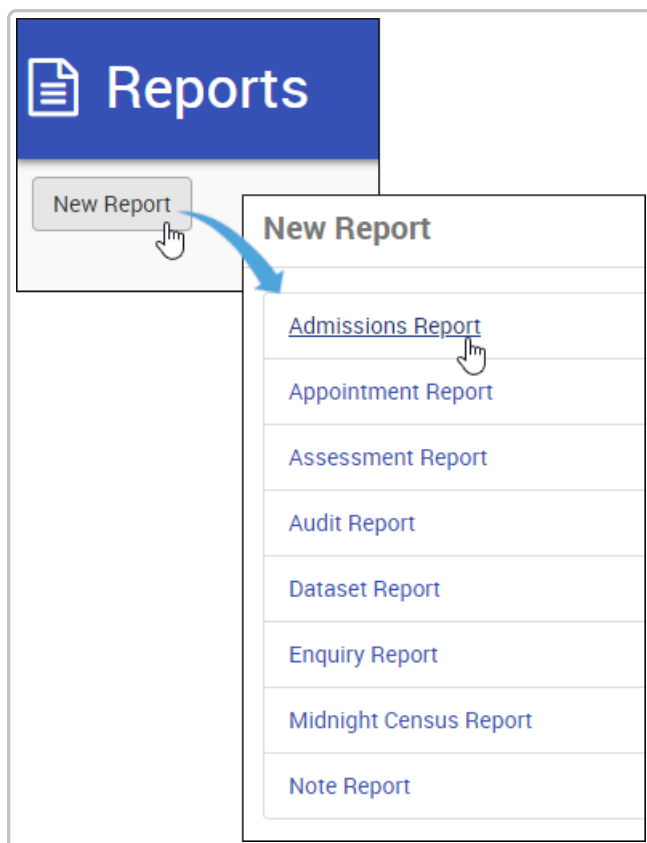 Reports
New Report
New Report
Admissions Report
Appointment Report
Assessment Report
Audit Report
Dataset Report
Enquiry Report
Midnight Census Report
Note Report